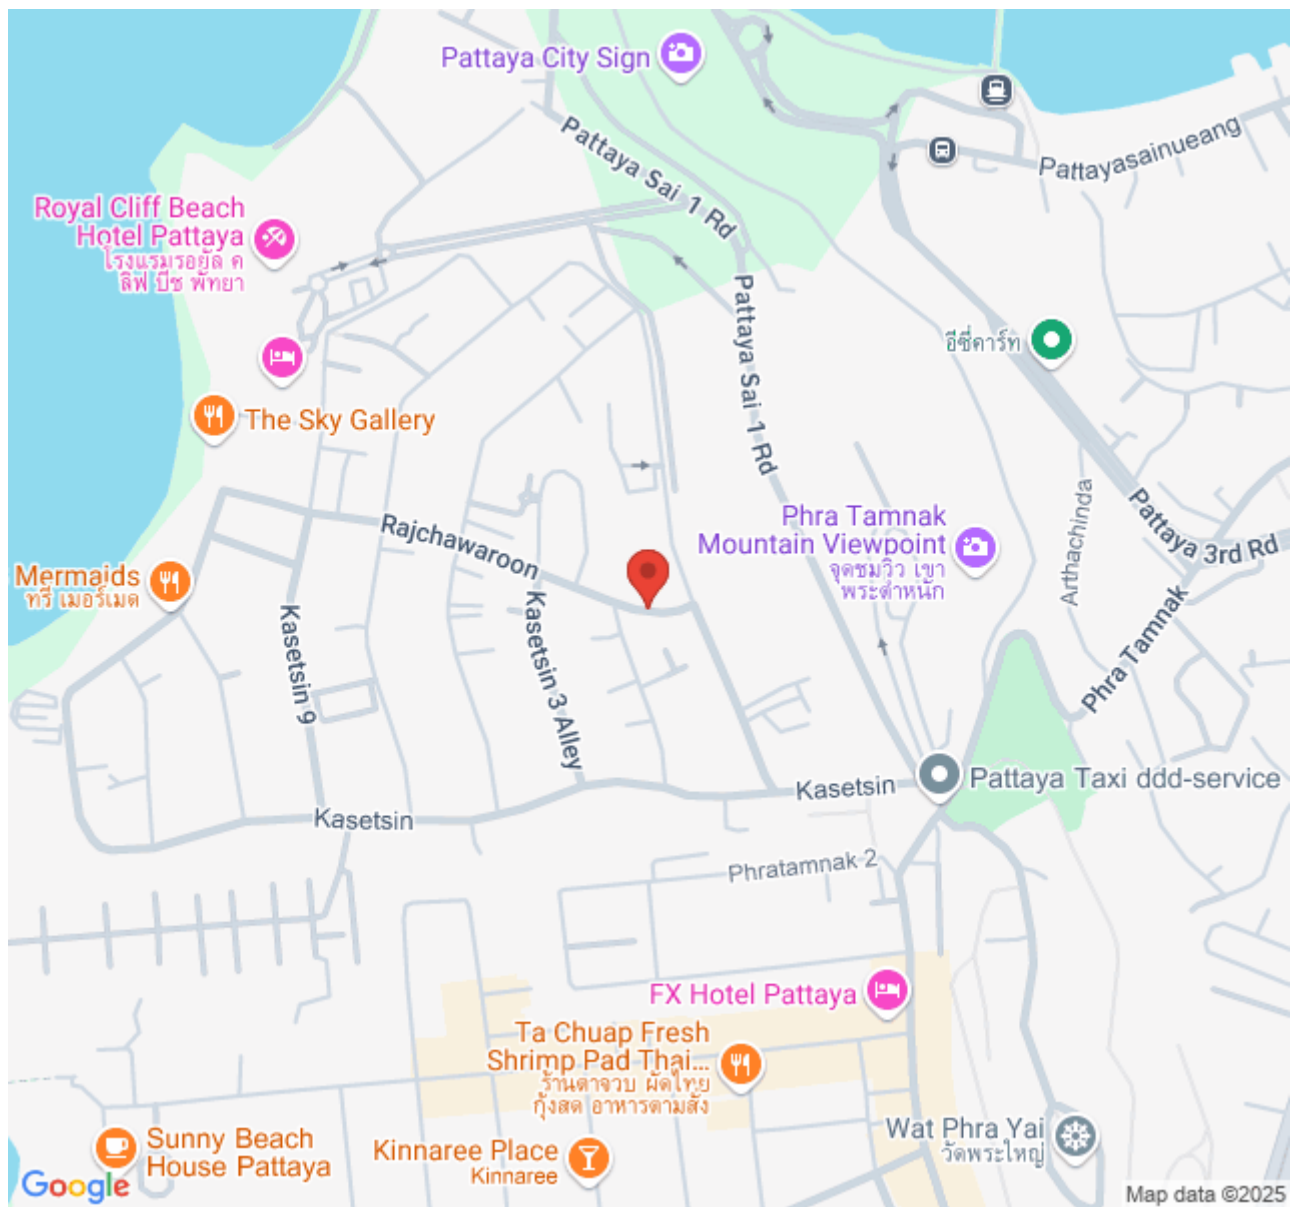 Pattaya City Sign
Pattaya Sai 1 Rd
Pattayasainueang
Royal Cliff Beach
Hotel Pattaya
โรงแรมรอยัล ค
ลิฟ บีช พัทยา
Pattaya Sai 1 Rd
อีซี่คาร์ท
The Sky Gallery
Rajchawaroon
Phra Tamnak
Mountain Viewpoint
จุดชมวิว เขา
พระตำหนัก
Arthachinda
Pattaya 3rd Rd
Mermaids
ทรี เมอร์เมด
Kasetsin 9
Kasetsin 3 Alley
Phra Tamnak
Pattaya Taxi ddd-service
Kasetsin
Kasetsin
Phratamnak 2
FX Hotel Pattaya
Ta Chuap Fresh
Shrimp Pad Thai...
ร้านตาจวบ ผัดไทย
กุ้งสด อาหารตามสั่ง
Wat Phra Yai
วัดพระใหญ่
Sunny Beach
House Pattaya
Kinnaree Place
Kinnaree
Google
Map data ©2025